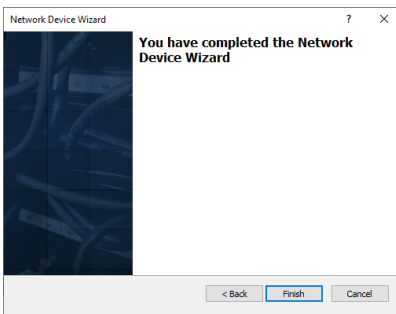 Network Device Wizard
?
You have completed the Network
Device Wizard
< Back
Finish
Cancel